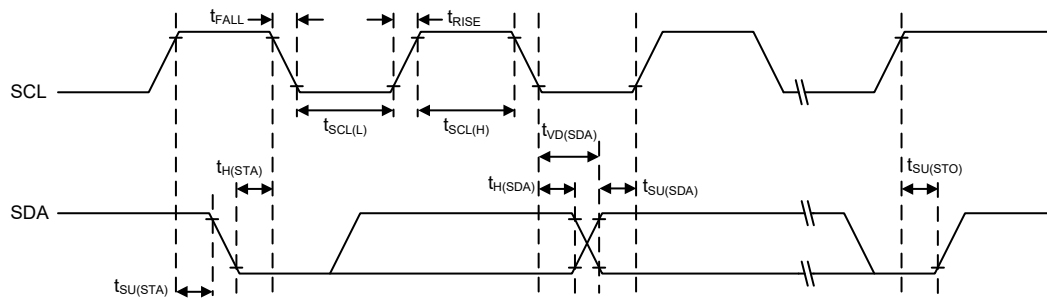 tFALL
tRISE
SCL
tSCL(L)
tSCL(H)
tVD(SDA)
tH(STA)
tH(SDA)
tSU(SDA)
tSU(STO)
SDA
tSU(STA)